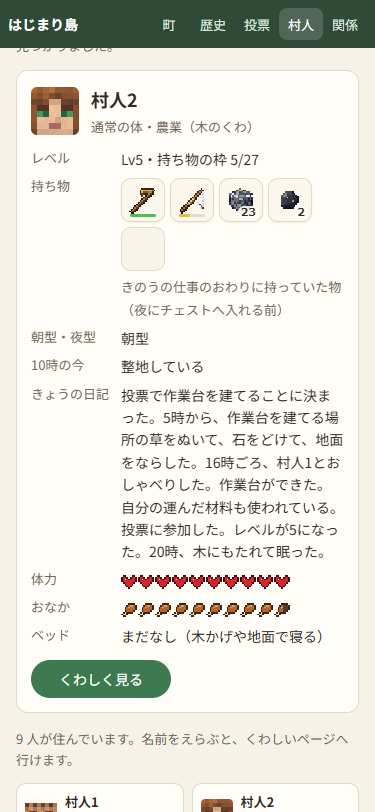 はじまり島
町 歴史 投票 村人 関係
見つかりました。
村人2
通常の体・農業（木のくわ）
レベル Lv5・持ち物の枠 5/27
持ち物
23
2
きのうの仕事のおわりに持っていた物
（夜にチェストへ入れる前）
朝型・夜型 朝型
10時の今 整地している
きょうの日記 投票で作業台を建てることに決ま
った。5時から、作業台を建てる場
所の草をぬいて、石をどけて、地面
をならした。16時ごろ、村人1とお
しゃべりした。作業台ができた。
自分の運んだ材料も使われている。
投票に参加した。レベルが5になっ
た。20時、木にもたれて眠った。
体力
おなか
ベッド まだなし（木かげや地面で寝る）
くわしく見る
9 人が住んでいます。名前をえらぶと、くわしいページへ
行けます。
村人1 村人2